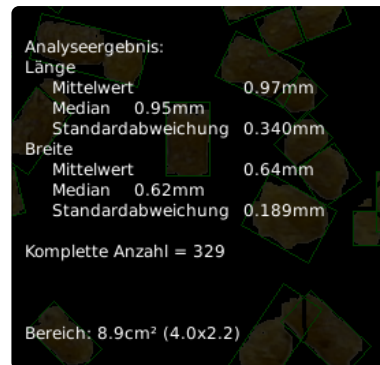 Analyseergebnis:
Länge
Mittelwert 0.97mm
Median 0.95mm
Standardabweichung 0.340mm
Breite
Mittelwert 0.64mm
Median 0.62mm
Standardabweichung 0.189mm
Komplette Anzahl = 329
Bereich: 8.9cm² (4.0x2.2)